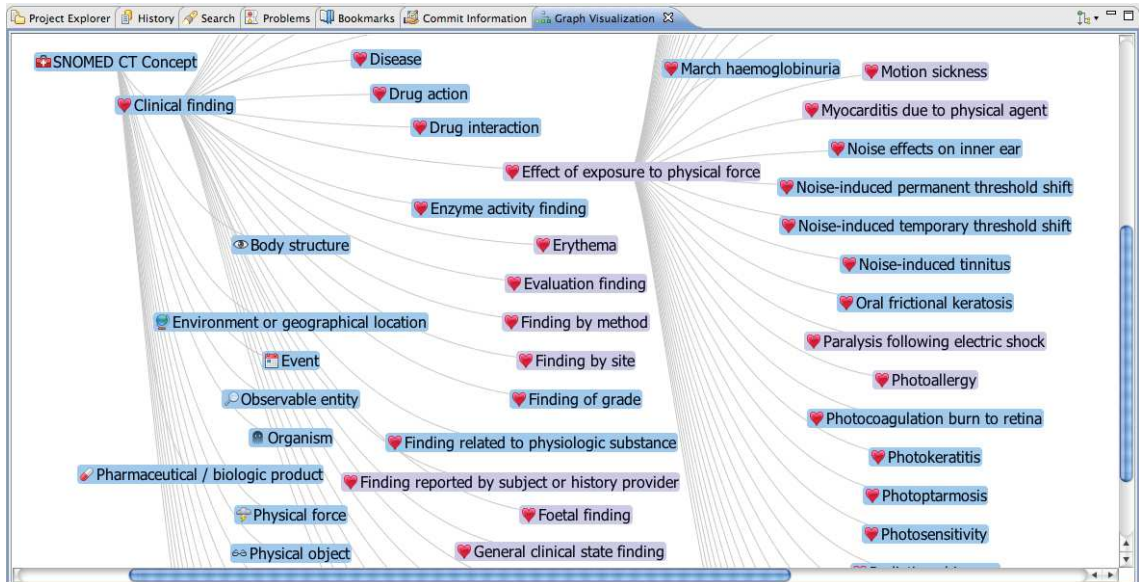 Project Explorer History Search Problems Bookmarks Commit Information Graph Visualization
SNOMED CT Concept
Clinical finding
Body structure
Environment or geographical location
Event
Observable entity
Organism
Pharmaceutical / biologic product
Physical force
Physical object
Disease
Drug action
Drug interaction
Effect of exposure to physical force
Enzyme activity finding
Erythema
Evaluation finding
Finding by method
Finding by site
Finding of grade
Finding related to physiologic substance
Finding reported by subject or history provider
Foetal finding
General clinical state finding
March haemoglobinuria
Motion sickness
Myocarditis due to physical agent
Noise effects on inner ear
Noise-induced permanent threshold shift
Noise-induced temporary threshold shift
Noise-induced tinnitus
Oral frictional keratosis
Paralysis following electric shock
Photoallergy
Photocoagulation burn to retina
Photokeratitis
Photoptarmosis
Photosensitivity